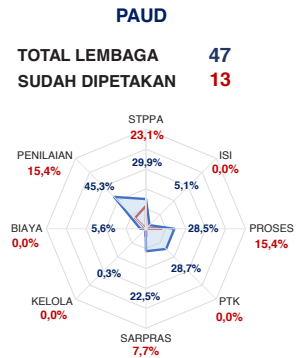 PAUD
TOTAL LEMBAGA 47
SUDAH DIPETAKAN 13
STPPA
23,1%
PENILAIAN
15,4%
ISI
0,0%
29,9%
45,3%
5,1%
BIAYA
0,0%
5,6%
28,5%
PROSES
15,4%
0,3%
28,7%
22,5%
KELOLA
0,0%
PTK
0,0%
SARPRAS
7,7%